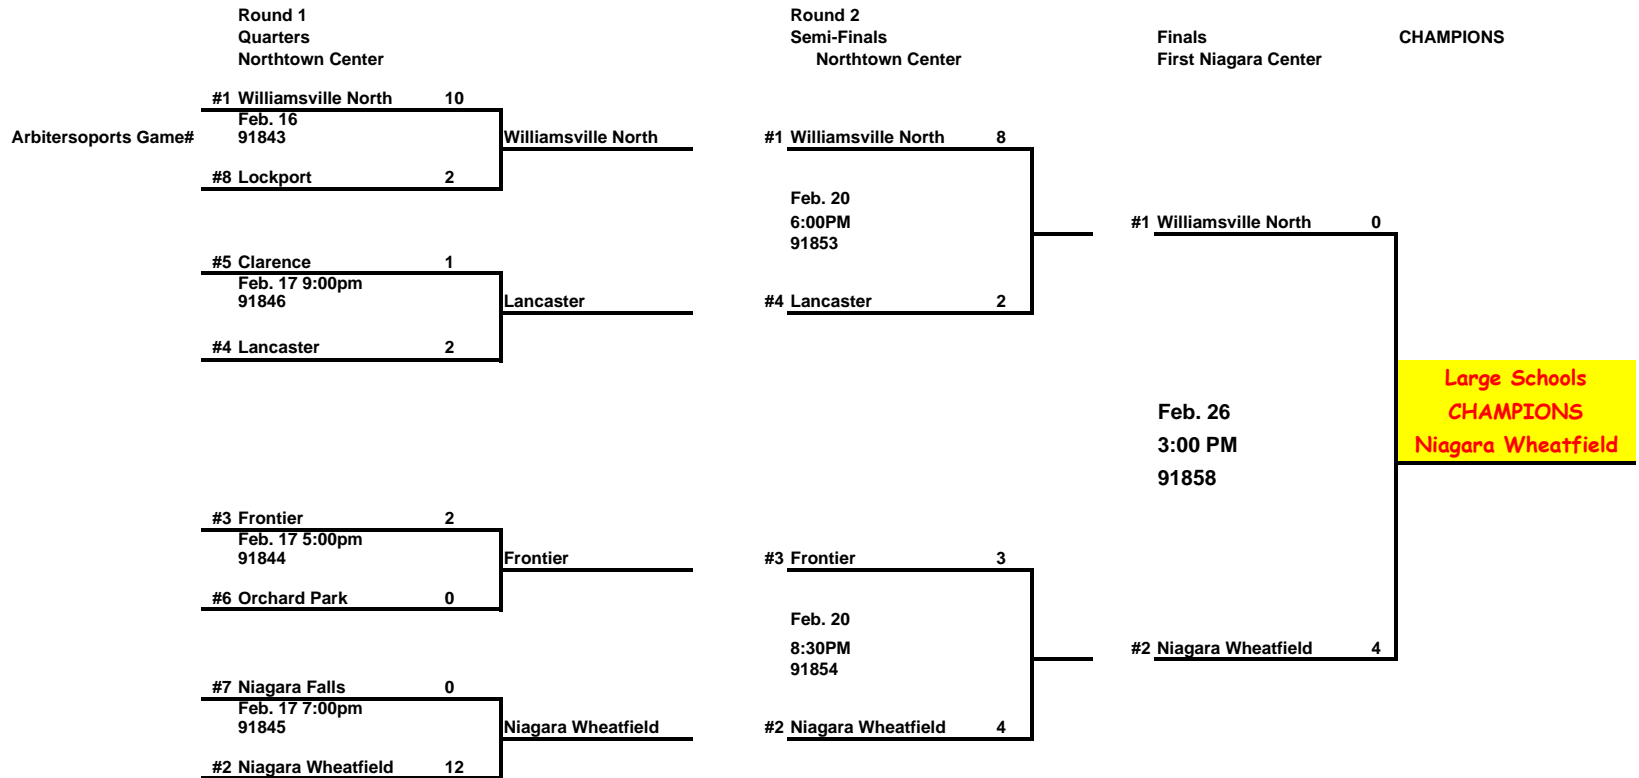 Round 1
Quarters
Northtown Center
Round 2
Semi-Finals
Northtown Center
Finals
First Niagara Center
CHAMPIONS
#1 Williamsville North 10
Feb. 16
Arbitersoports Game# 91843
Williamsville North
#8 Lockport 2
#5 Clarence 1
Feb. 17 9:00pm
91846
Lancaster
#4 Lancaster 2
#3 Frontier 2
Feb. 17 5:00pm
91844
Frontier
#6 Orchard Park 0
#7 Niagara Falls 0
Feb. 17 7:00pm
91845
Niagara Wheatfield
#2 Niagara Wheatfield 12
#1 Williamsville North 8
Feb. 20
6:00PM
91853
#4 Lancaster 2
#3 Frontier 3
Feb. 20
8:30PM
91854
#2 Niagara Wheatfield 4
#1 Williamsville North 0
Feb. 26
3:00 PM
91858
#2 Niagara Wheatfield 4
Large Schools
CHAMPIONS
Niagara Wheatfield